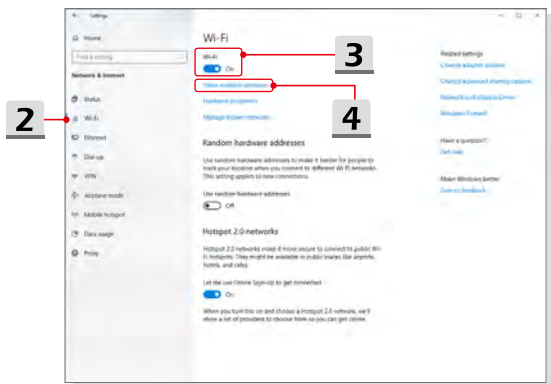 Settings
Home
Find a setting
Network & Internet
Status
Wi-Fi
Ethernet
Dial-up
VPN
Airplane mode
Mobile hotspot
Data usage
Proxy
2
Wi-Fi
Wi-Fi
On
3
Show available networks
4
Hardware properties
Manage known networks
Random hardware addresses
Use random hardware addresses to make it harder for people to
track your location when you connect to different Wi-Fi networks.
This setting applies to new connections.
Use random hardware addresses
Off
Hotspot 2.0 networks
Hotspot 2.0 networks make it more secure to connect to public Wi-
Fi hotspots. They might be available in public places like airports,
hotels, and cafes.
Let me use Online Sign-Up to get connected
On
When you turn this on and choose a Hotspot 2.0 network, we'll
show a list of providers to choose from so you can get online.
Related settings
Change adapter options
Change advanced sharing options
Network and Sharing Center
Windows Firewall
Have a question?
Get help
Make Windows better
Give us feedback